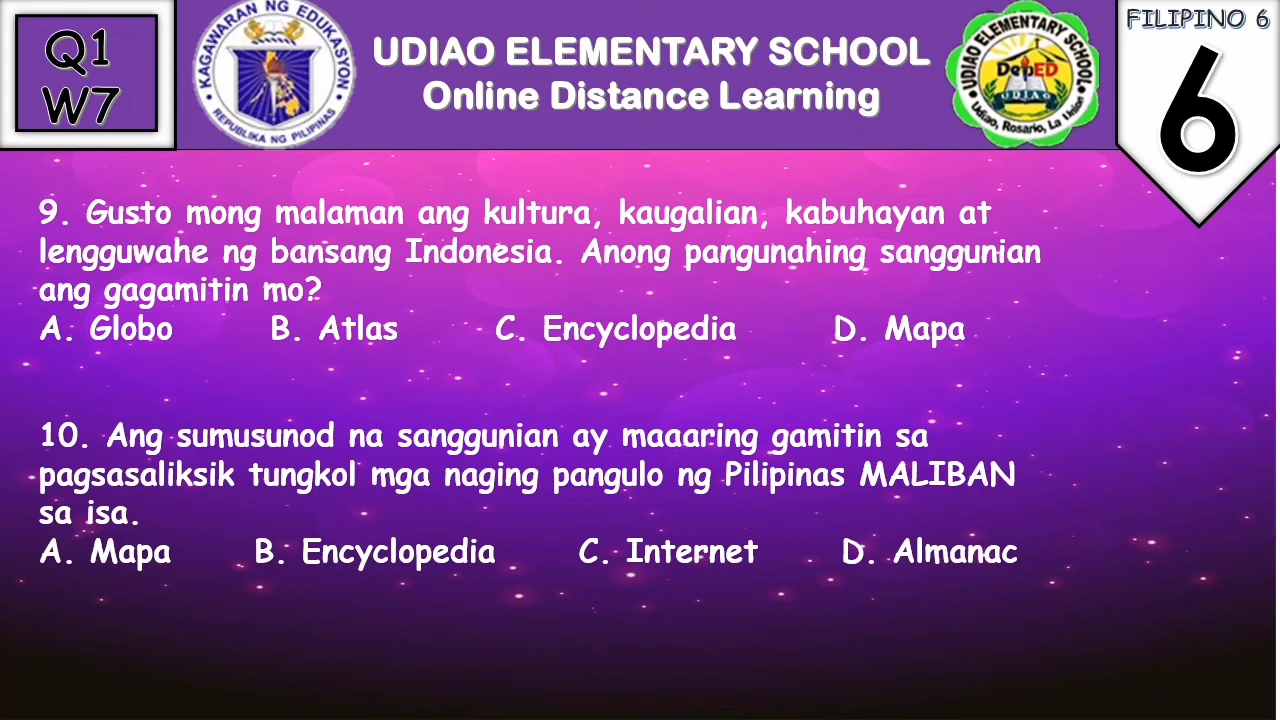 Q1
W7
KAGAWARAN NG EDUKASYON
REPUBLIKA NG PILIPINAS
UDIAO ELEMENTARY SCHOOL
Online Distance Learning
UDIAO ELEMENTARY SCHOOL
DepED
UDIAO
Udiao, Rosario, La Union
FILIPINO 6
6
9. Gusto mong malaman ang kultura, kaugalian, kabuhayan at
lengguwahe ng bansang Indonesia. Anong pangunahing sanggunian
ang gagamitin mo?
A. Globo B. Atlas C. Encyclopedia D. Mapa
10. Ang sumusunod na sanggunian ay maaaring gamitin sa
pagsasaliksik tungkol mga naging pangulo ng Pilipinas MALIBAN
sa isa.
A. Mapa B. Encyclopedia C. Internet D. Almanac